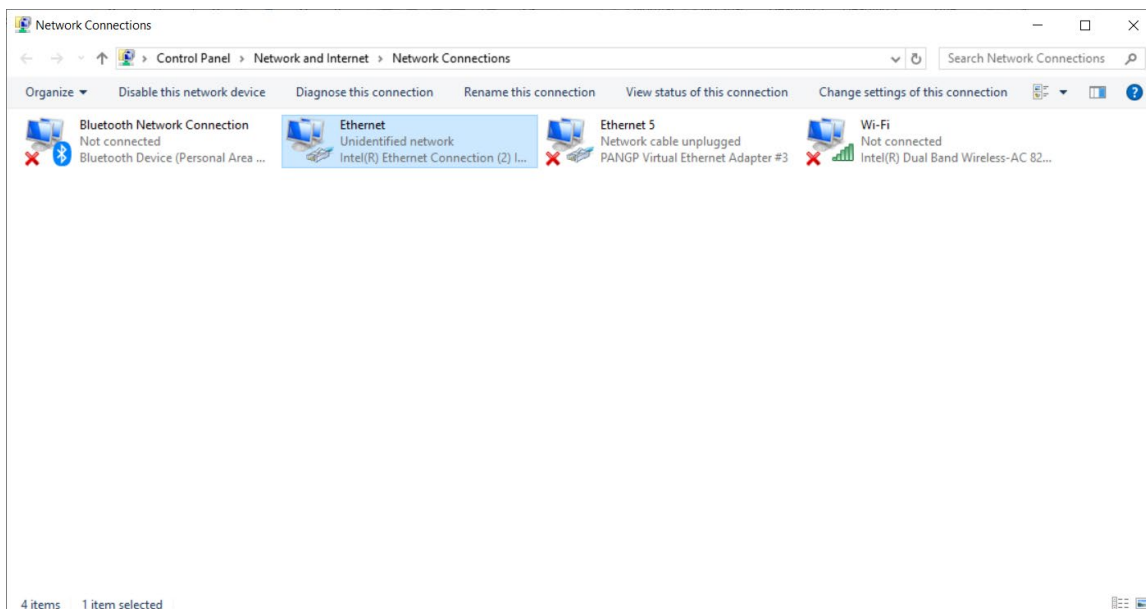 Network Connections
Control Panel > Network and Internet > Network Connections
Search Network Connections
Organize Disable this network device Diagnose this connection Rename this connection View status of this connection Change settings of this connection
Bluetooth Network Connection
Not connected
Bluetooth Device (Personal Area ...
Ethernet
Unidentified network
Intel(R) Ethernet Connection (2) I...
Ethernet 5
Network cable unplugged
PANGP Virtual Ethernet Adapter #3
Wi-Fi
Not connected
Intel(R) Dual Band Wireless-AC 82...
4 items 1 item selected